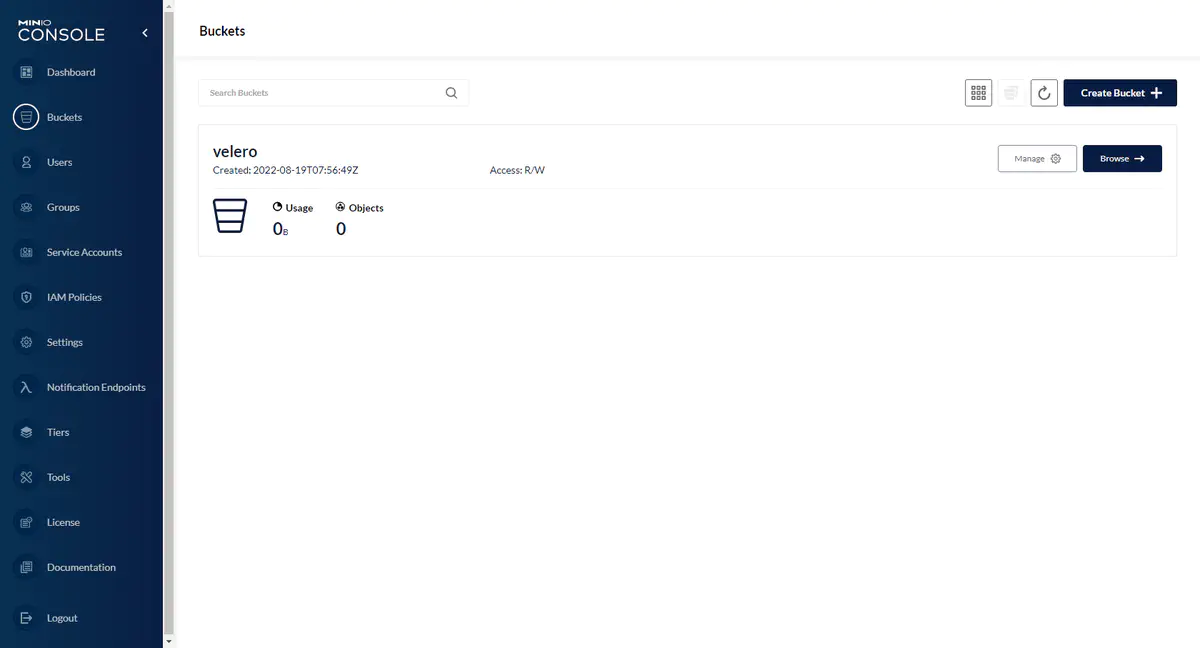 MINIO
CONSOLE
Dashboard
Buckets
Users
Groups
Service Accounts
IAM Policies
Settings
Notification Endpoints
Tiers
Tools
License
Documentation
Logout
Buckets
Search Buckets
Create Bucket
velero
Created: 2022-08-19T07:56:49Z Access: R/W
Manage Browse
Usage Objects
0B 0